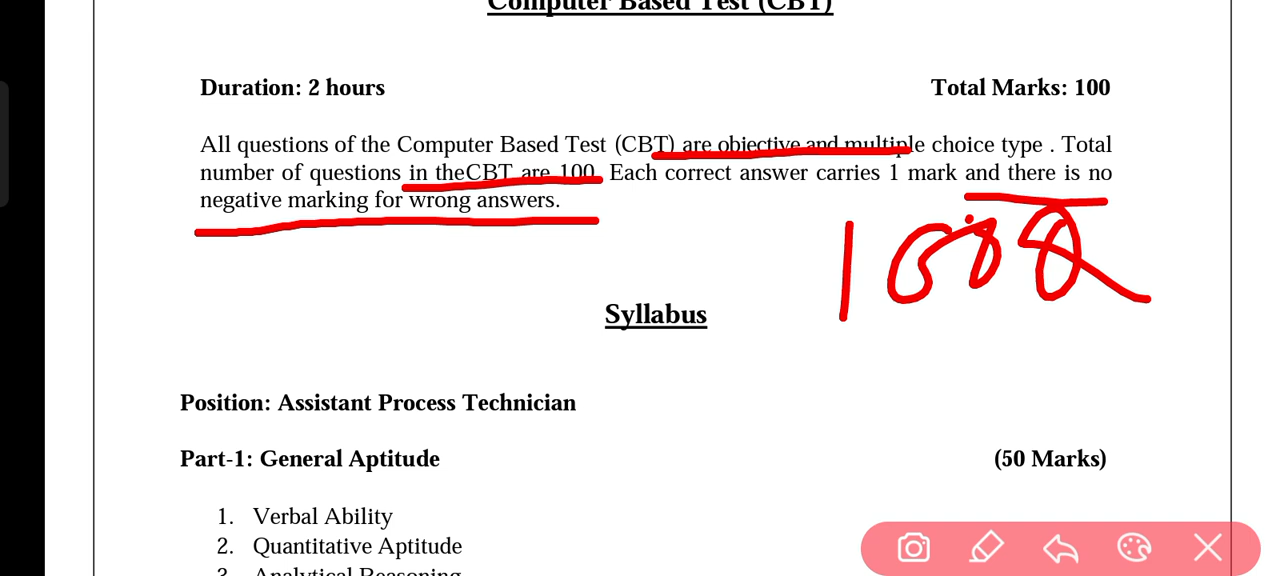 Computer Based Test (CBT)
Duration: 2 hours
Total Marks: 100
All questions of the Computer Based Test (CBT) are objective and multiple choice type . Total
number of questions in theCBT are 100. Each correct answer carries 1 mark and there is no
negative marking for wrong answers.
Syllabus
Position: Assistant Process Technician
Part-1: General Aptitude
(50 Marks)
1. Verbal Ability
2. Quantitative Aptitude
3. Analytical Reasoning